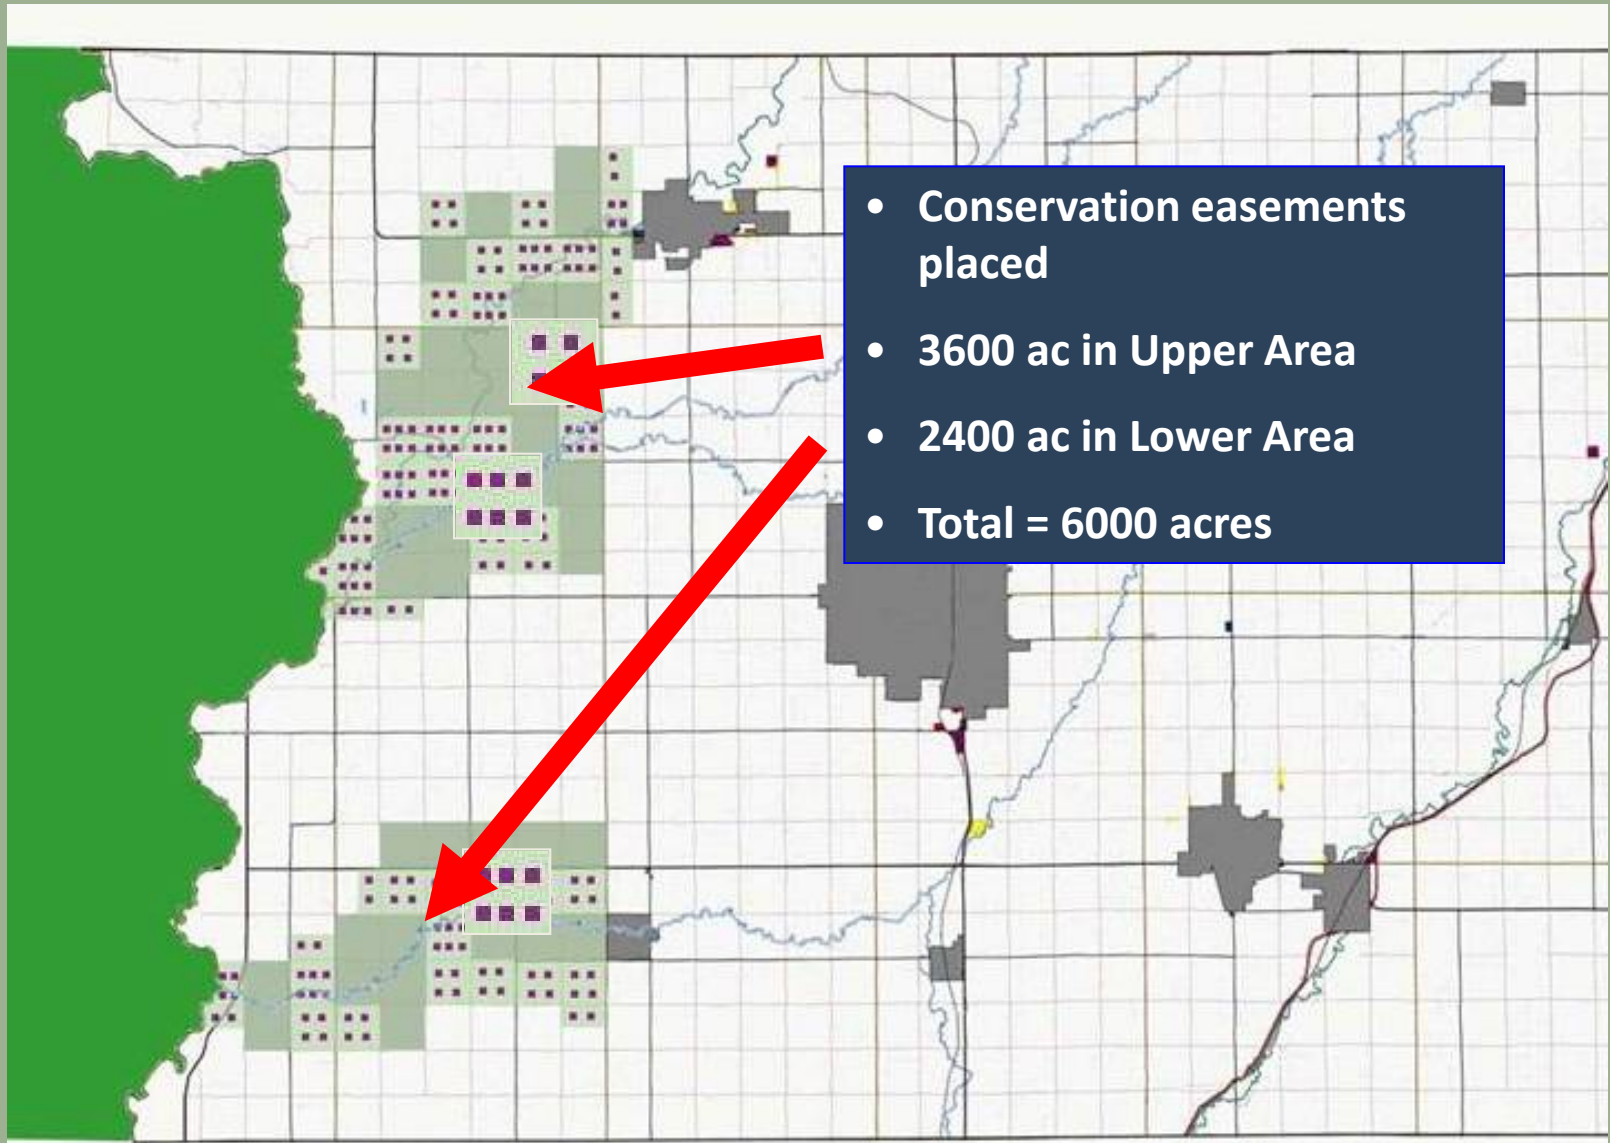 • Conservation easements
placed
• 3600 ac in Upper Area
• 2400 ac in Lower Area
• Total = 6000 acres